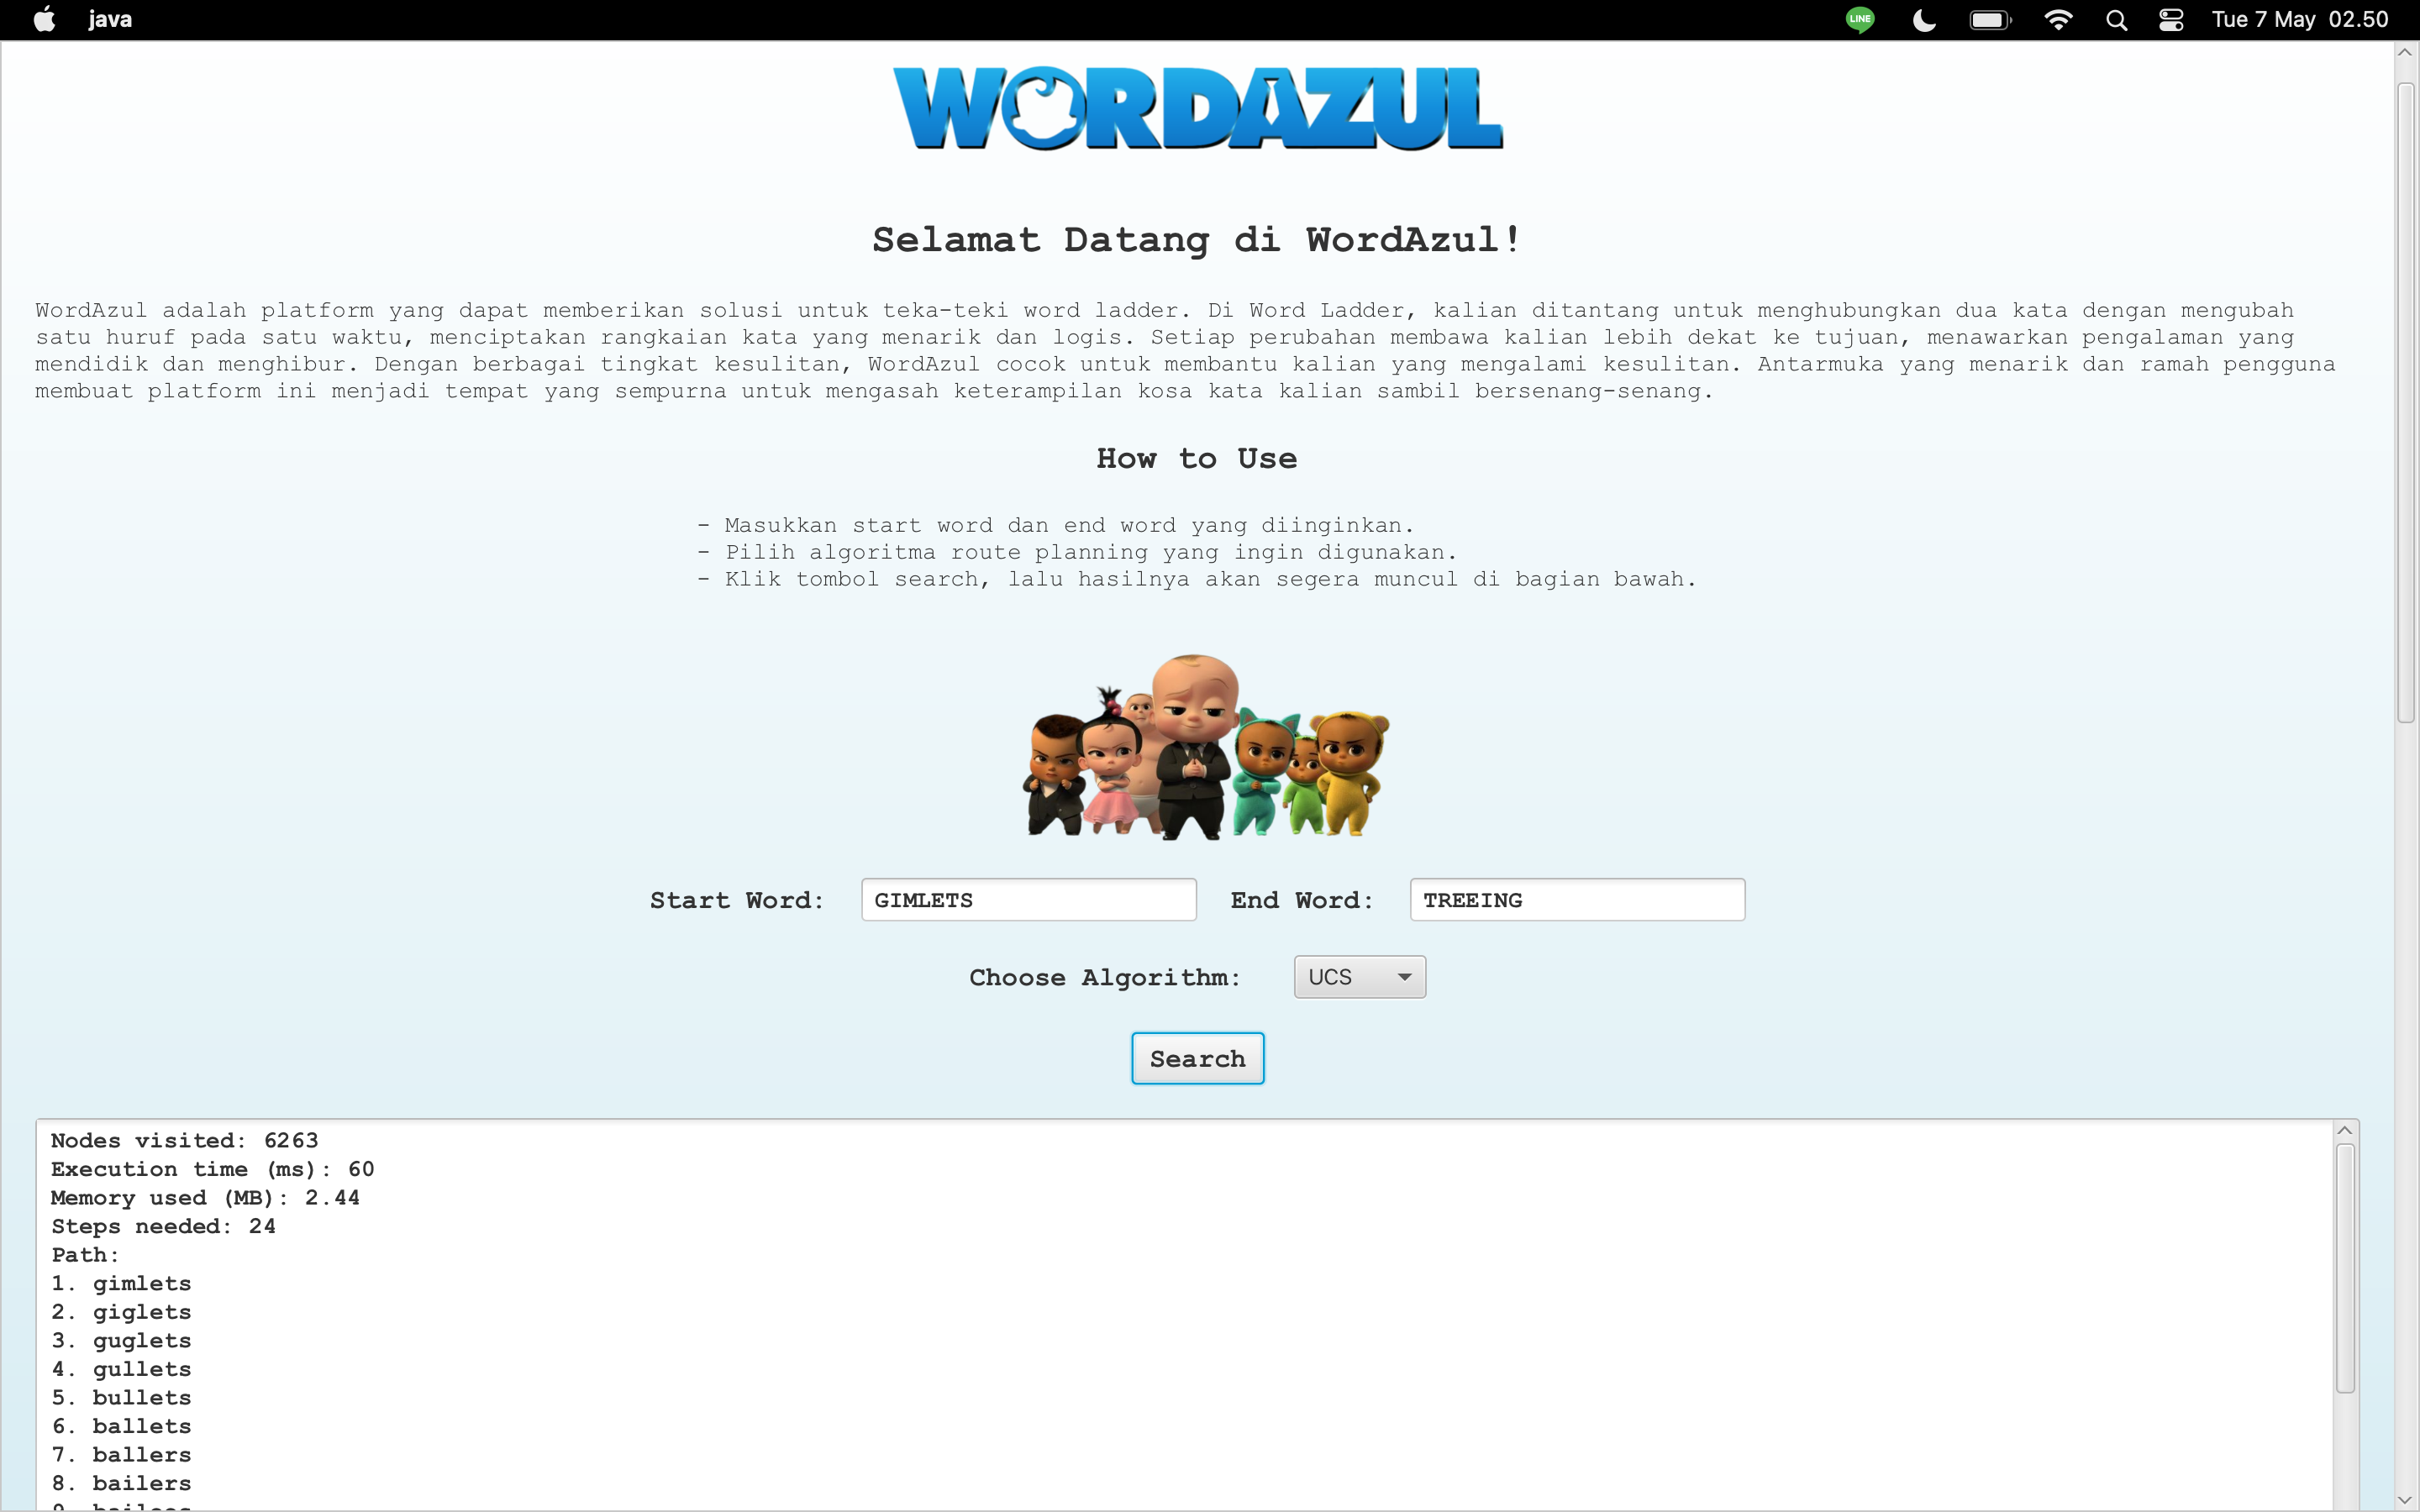 java
LINE
Tue 7 May 02.50
WORDAZUL
Selamat Datang di WordAzul!
WordAzul adalah platform yang dapat memberikan solusi untuk teka-teki word ladder. Di Word Ladder, kalian ditantang untuk menghubungkan dua kata dengan mengubah
satu huruf pada satu waktu, menciptakan rangkaian kata yang menarik dan logis. Setiap perubahan membawa kalian lebih dekat ke tujuan, menawarkan pengalaman yang
mendidik dan menghibur. Dengan berbagai tingkat kesulitan, WordAzul cocok untuk membantu kalian yang mengalami kesulitan. Antarmuka yang menarik dan ramah pengguna
membuat platform ini menjadi tempat yang sempurna untuk mengasah keterampilan kosa kata kalian sambil bersenang-senang.
How to Use
- Masukkan start word dan end word yang diinginkan.
- Pilih algoritma route planning yang ingin digunakan.
- Klik tombol search, lalu hasilnya akan segera muncul di bagian bawah.
Start Word: GIMLETS End Word: TREEING
Choose Algorithm: UCS
Search
Nodes visited: 6263
Execution time (ms): 60
Memory used (MB): 2.44
Steps needed: 24
Path:
1. gimlets
2. giglets
3. guglets
4. gullets
5. bullets
6. ballets
7. ballers
8. bailers